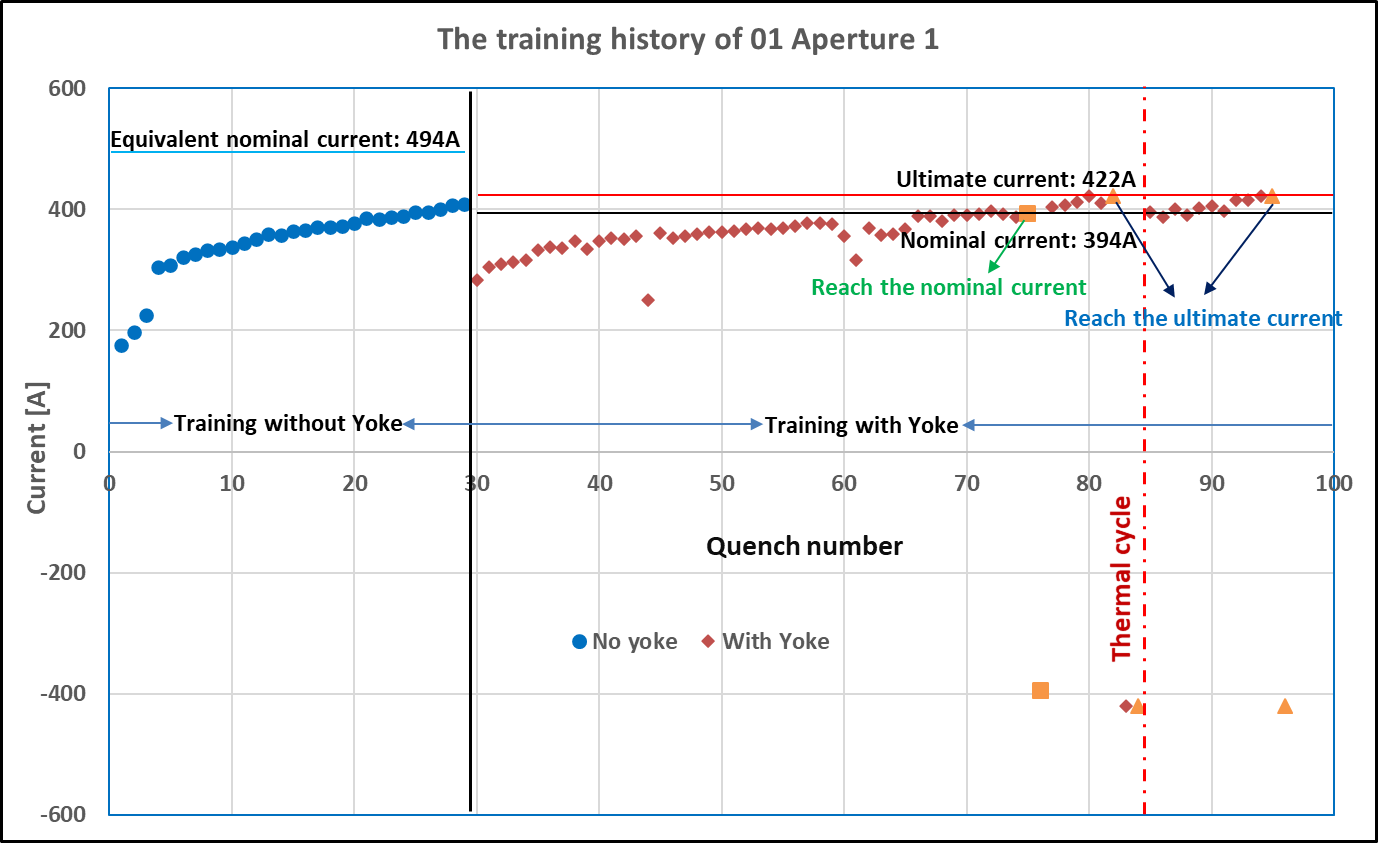 The training history of 01 Aperture 1
600
Equivalent nominal current: 494A
Ultimate current: 422A
400
Nominal current: 394A
Reach the nominal current
Reach the ultimate current
200
Training without Yoke
Training with Yoke
Current [A]
0
0 10 20 30 40 50 60 70 80 90 100
Thermal cycle
Quench number
-200
No yoke
With Yoke
-400
-600